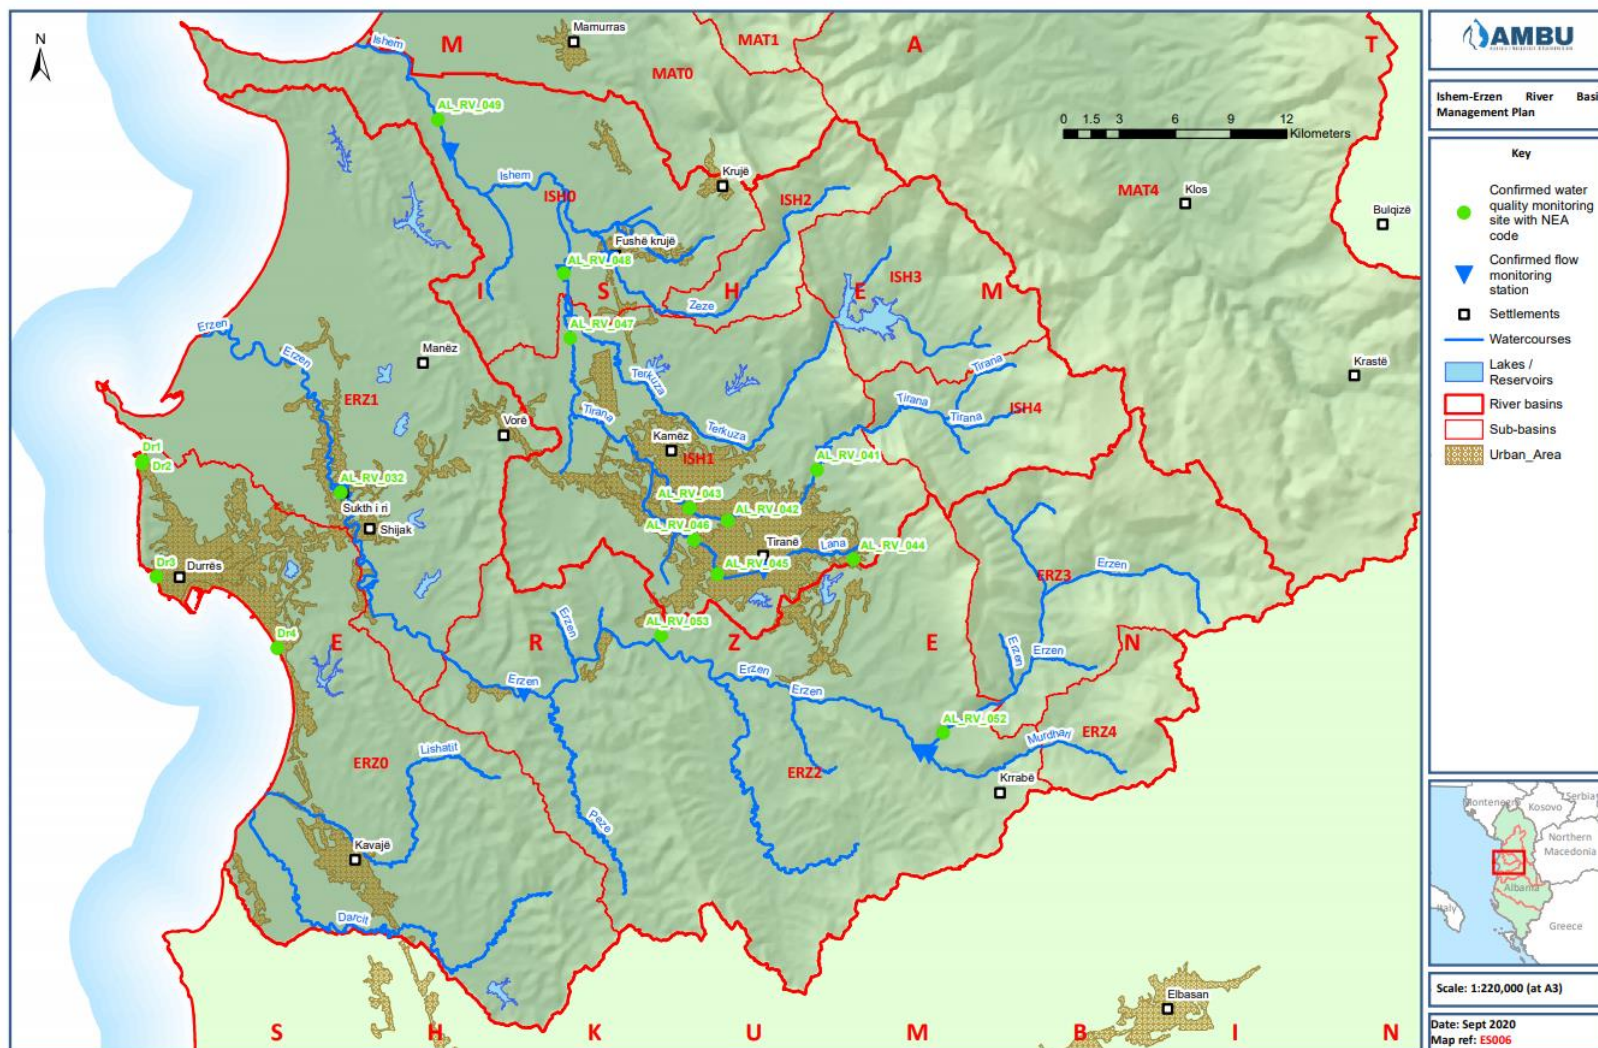 N
Mamurras
Ishem
M
MAT1
A
T
MAT0
AL_RV_049
0 1.5 3 6 9 12
Kilometers
Krujë
Ishem
ISH0
ISH2
MAT4
Klos
Bulqizë
Fushë krujë
AL_RV_048
ISH3
I
S
H
E
M
Zeze
Erzen
Erzen
AL_RV_047
Manëz
Terkuza
Tirana
Krastë
ERZ1
Tirana
Tirana
ISH4
Tirana
Vorë
Terkuza
Kamëz
ISH1
AL_RV_041
Dr1
Dr2
AL_RV_032
AL_RV_043
Sukth i ri
AL_RV_042
Shijak
AL_RV_046
Tiranë
Lana
AL_RV_044
Dr3
Durrës
AL_RV_045
ERZ3
Erzen
Erzen
AL_RV_053
Dr4
E
R
Z
E
N
Erzen
Erzen
Erzen
Erzen
Erzen
AL_RV_052
Murdhari
ERZ4
Lishatit
ERZ0
ERZ2
Krrabë
Peze
Kavajë
Darcit
Elbasan
S
H
K
U
M
B
I
N
AMBU
Ishem-Erzen River Basi
Management Plan
Key
Confirmed water
quality monitoring
site with NEA
code
Confirmed flow
monitoring
station
Settlements
Watercourses
Lakes /
Reservoirs
River basins
Sub-basins
Urban_Area
Montenegro
Kosovo
Serbia
Northern
Macedonia
Albania
Italy
Greece
Scale: 1:220,000 (at A3)
Date: Sept 2020
Map ref: ES006